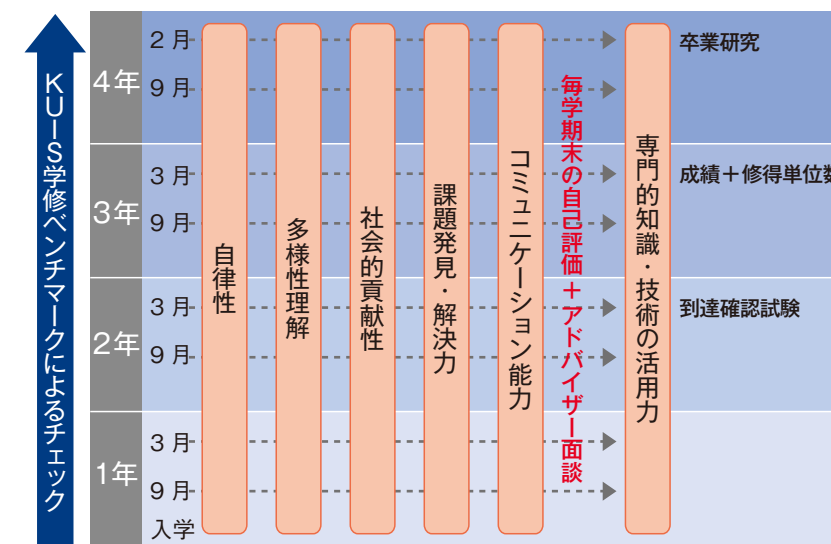 KUIS学修ベンチマークによるチェック
4年
2月
9月
3年
3月
9月
2年
3月
9月
1年
3月
9月
入学
自律性
多様性理解
社会的貢献性
課題発見・解決力
コミュニケーション能力
毎学期末の自己評価+アドバイザー面談
専門的知識・技術の活用力
卒業研究
成績+修得単位数
到達確認試験